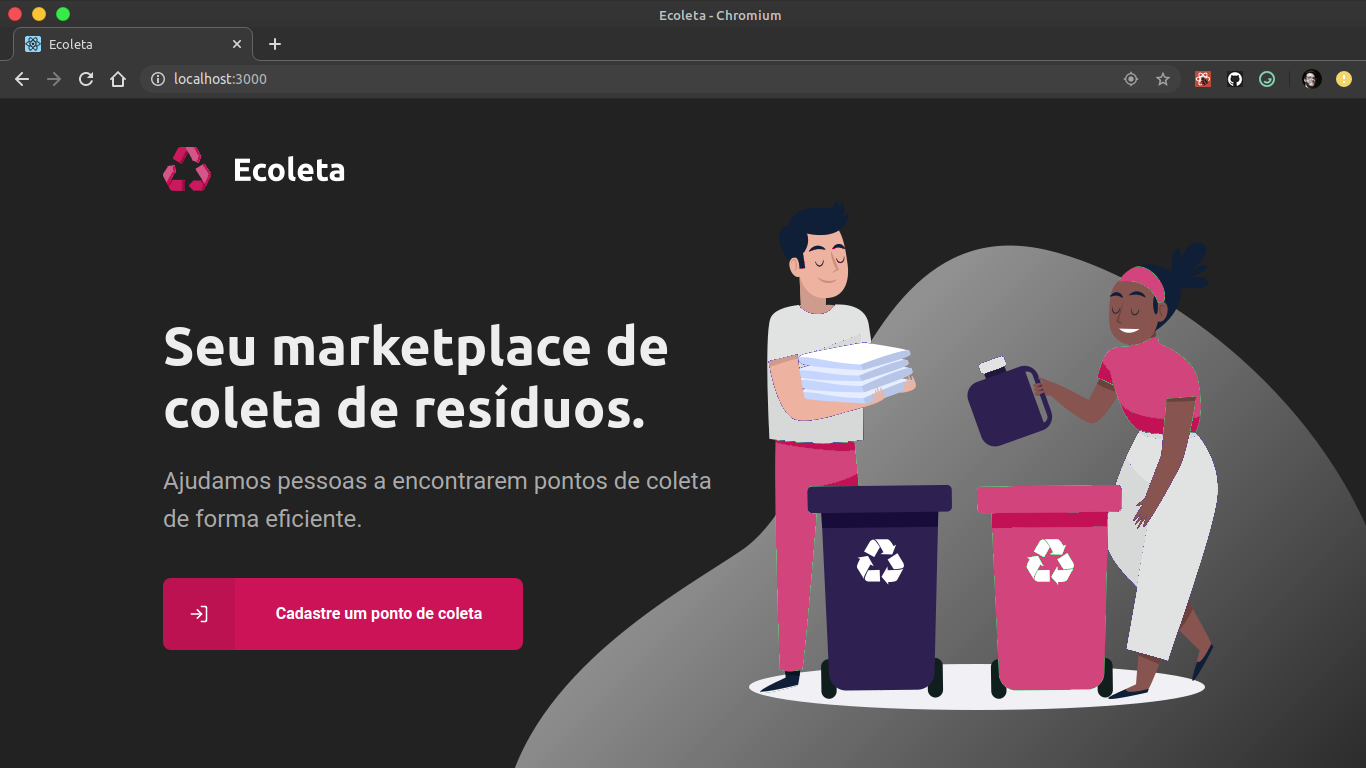 Ecoleta - Chromium
Ecoleta
localhost:3000
Ecoleta
Seu marketplace de
coleta de resíduos.
Ajudamos pessoas a encontrarem pontos de coleta
de forma eficiente.
Cadastre um ponto de coleta